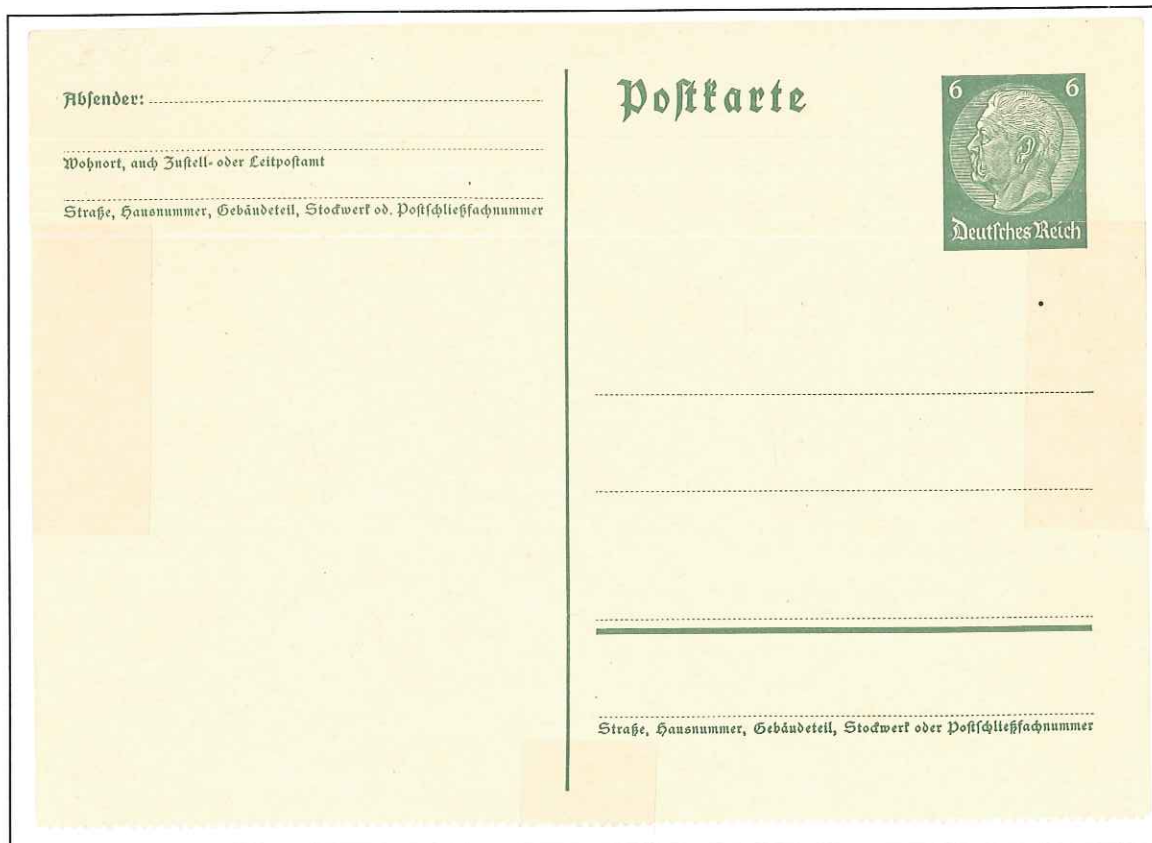 Absender:
Wohnort, auch Zustell- oder Leitpostamt
Straße, Hausnummer, Gebäudeteil, Stockwerk od. Postschließfachnummer
Postkarte
6 6
Deutsches Reich
Straße, Hausnummer, Gebäudeteil, Stockwerk oder Postschließfachnummer